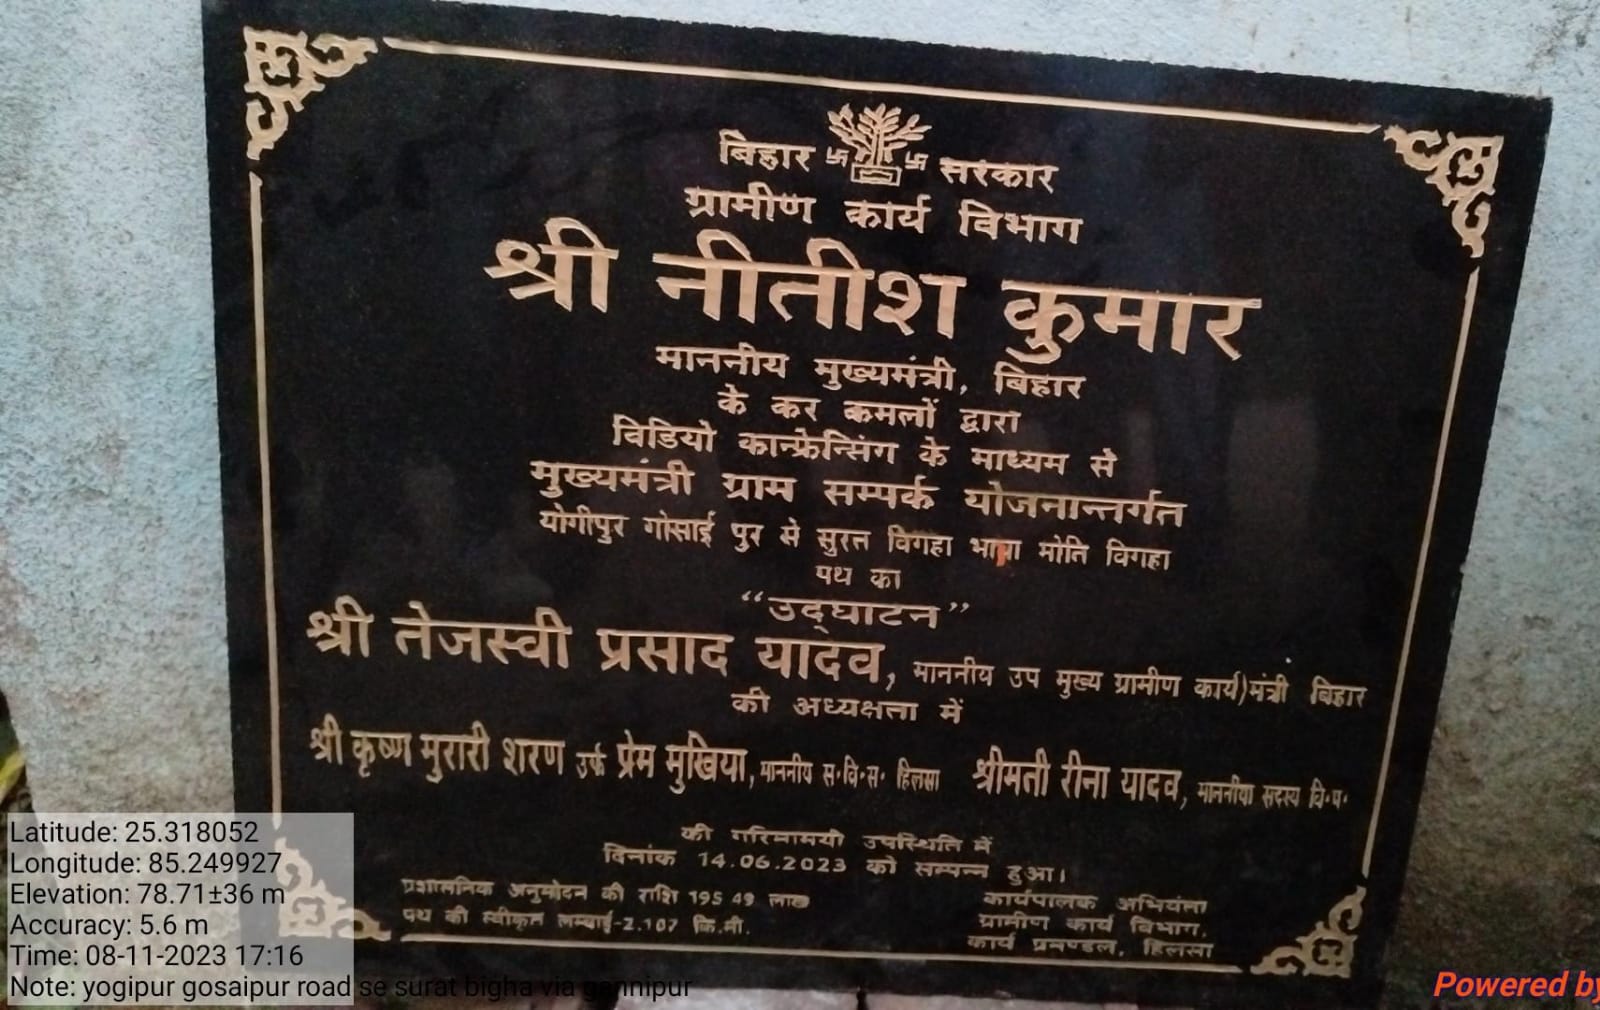 बिहार सरकार
ग्रामीण कार्य विभाग
श्री नीतीश कुमार
माननीय मुख्यमंत्री, बिहार
के कर कमलों द्वारा
विडियो कान्फ्रेन्सिंग के माध्यम से
मुख्यमंत्री ग्राम सम्पर्क योजनान्तर्गत
योगीपुर गोसाई पुर से सुरत विगहा भाया मोति विगहा
पथ का
“उद्घाटन”
श्री तेजस्वी प्रसाद यादव, माननीय उप मुख्य ग्रामीण कार्य)मंत्री बिहार
की अध्यक्षता में
श्री कृष्ण मुरारी शरण उर्फ प्रेम मुखिया, माननीय स॰वि॰स॰ हिलसा श्रीमती रीना यादव, माननीया सदस्य वि॰प॰
की गरिमामयी उपस्थिति में
दिनांक 14.06.2023 को सम्पन्न हुआ।
प्रशासनिक अनुमोदन की राशि 195 49 लाख
पथ की स्वीकृत लम्बाई-2.107 कि.मी.
कार्यपालक अभियंता
ग्रामीण कार्य विभाग,
कार्य प्रमण्डल, हिलसा
Latitude: 25.318052
Longitude: 85.249927
Elevation: 78.71±36 m
Accuracy: 5.6 m
Time: 08-11-2023 17:16
Note: yogipur gosaipur road se surat bigha via gannipur
Powered by